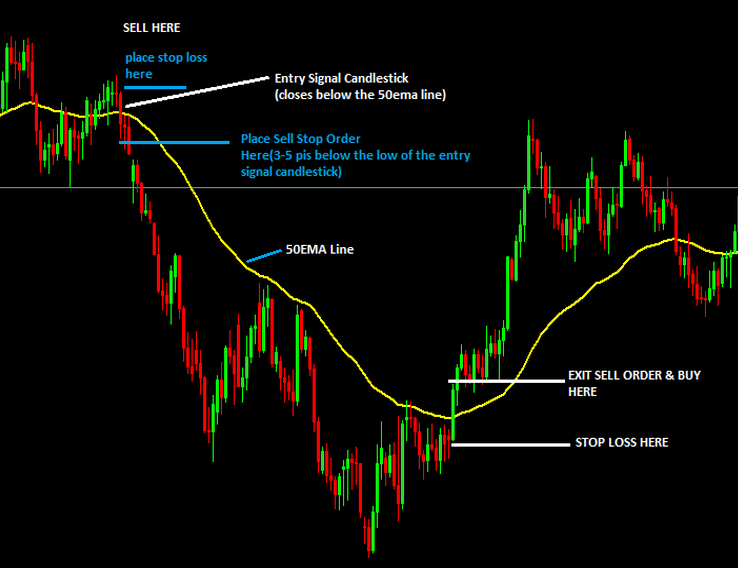 SELL HERE
place stop loss
here
Entry Signal Candlestick
(closes below the 50ema line)
Place Sell Stop Order
Here(3-5 pis below the low of the entry
signal candlestick)
50EMA Line
EXIT SELL ORDER & BUY
HERE
STOP LOSS HERE